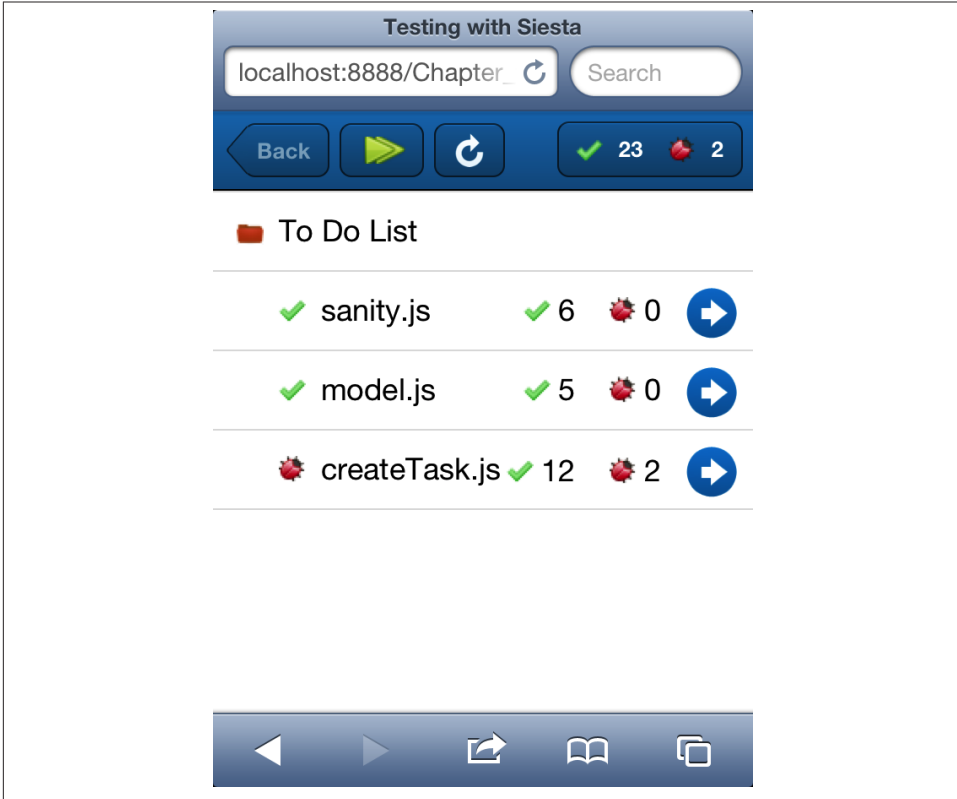 Testing with Siesta
localhost:8888/Chapter_ Search
Back 23 2
To Do List
sanity.js 6 0
model.js 5 0
createTask.js 12 2